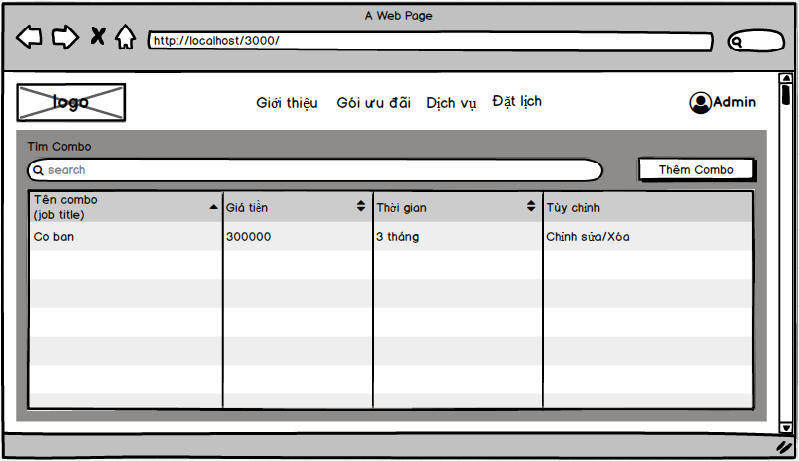 A Web Page
http://localhost/3000/
logo
Giới thiệu
Gói ưu đãi
Dịch vụ
Đặt lịch
Admin
Tìm Combo
search
Thêm Combo
Tên combo
(job title)
Giá tiền
Thời gian
Tùy chỉnh
Co ban
300000
3 tháng
Chỉnh sửa/Xóa